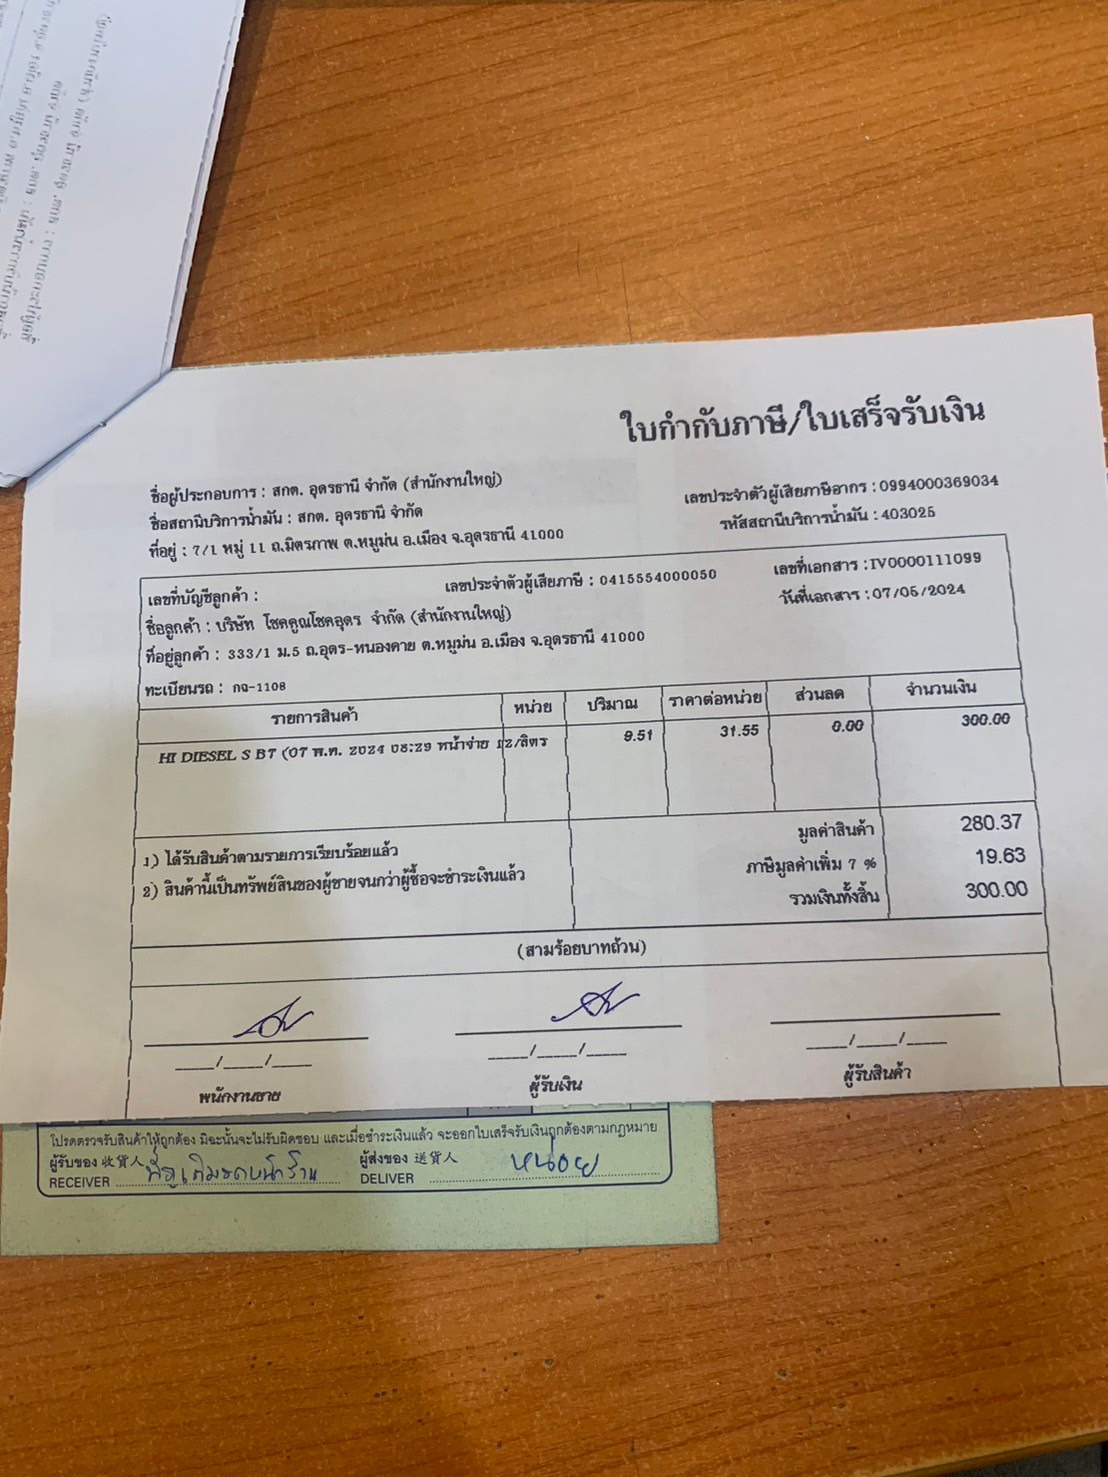 ใบกำกับภาษี/ใบเสร็จรับเงิน
ชื่อผู้ประกอบการ : สกต. อุดรธานี จำกัด (สำนักงานใหญ่)
เลขประจำตัวผู้เสียภาษีอากร : 0994000369034
ชื่อสถานีบริการน้ำมัน : สกต. อุดรธานี จำกัด
รหัสสถานีบริการน้ำมัน : 403025
ที่อยู่ : 7/1 หมู่ 11 ถ.มิตรภาพ ต.หมูม่น อ.เมือง จ.อุดรธานี 41000
เลขที่บัญชีลูกค้า : เลขประจำตัวผู้เสียภาษี : 0415554000050 เลขที่เอกสาร : IV0000111099
ชื่อลูกค้า : บริษัท โชคคูณโชคอุดร จำกัด (สำนักงานใหญ่) วันที่เอกสาร : 07/05/2024
ที่อยู่ลูกค้า : 333/1 ม.5 ถ.อุดร-หนองคาย ต.หมูม่น อ.เมือง จ.อุดรธานี 41000
ทะเบียนรถ : กฉ-1108
รายการสินค้า หน่วย ปริมาณ ราคาต่อหน่วย ส่วนลด จำนวนเงิน
HI DIESEL S B7 (07 พ.ค. 2024 08:29 หน้าจ่าย 12/ลิตร 9.51 31.55 0.00 300.00
1) ได้รับสินค้าตามรายการเรียบร้อยแล้ว
2) สินค้านี้เป็นทรัพย์สินของผู้ขายจนกว่าผู้ซื้อจะชำระเงินแล้ว
มูลค่าสินค้า 280.37
ภาษีมูลค่าเพิ่ม 7 % 19.63
รวมเงินทั้งสิ้น 300.00
(สามร้อยบาทถ้วน)
____/____/____ ____/____/____ ____/____/____
พนักงานขาย ผู้รับเงิน ผู้รับสินค้า
โปรดตรวจรับสินค้าให้ถูกต้อง มิฉะนั้นจะไม่รับผิดชอบ และเมื่อชำระเงินแล้ว จะออกใบเสร็จรับเงินถูกต้องตามกฎหมาย
ผู้รับของ 收貨人 ผู้ส่งของ 送貨人
RECEIVER DELIVER หน่อย